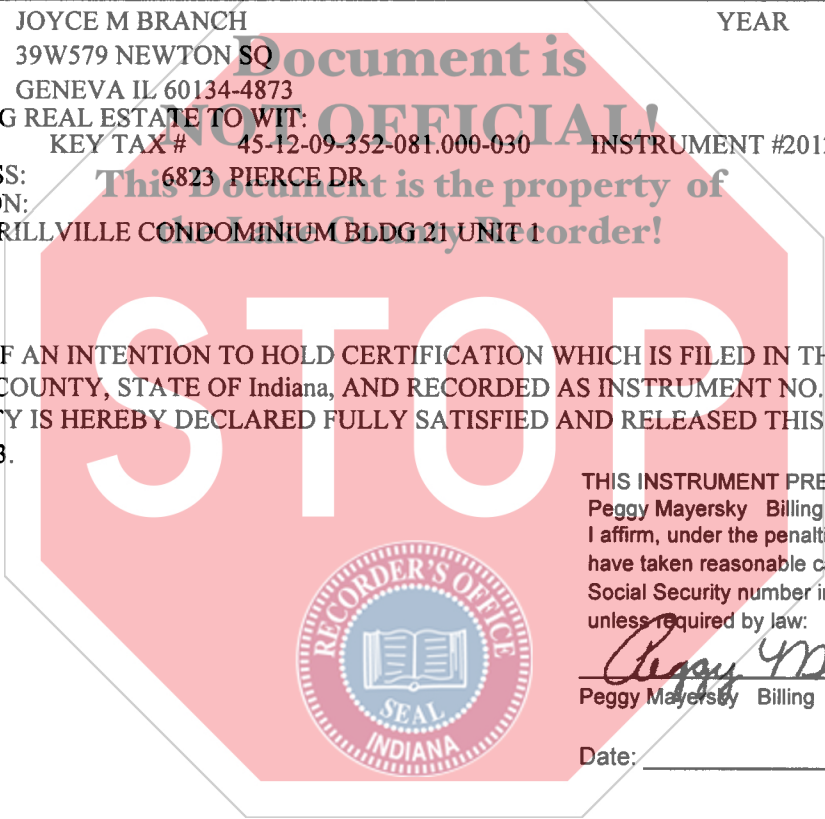 JOYCE M BRANCH YEAR
39W579 NEWTON SQ
GENEVA IL 60134-4873
G REAL ESTATE TO WIT:
KEY TAX # 45-12-09-352-081.000-030 INSTRUMENT #201
SS: 6823 PIERCE DR
ON:
RILLVILLE CONDOMINIUM BLDG 21 UNIT 1
Document is
NOT OFFICIAL!
This Document is the property of
the Lake County Recorder!
STOP
F AN INTENTION TO HOLD CERTIFICATION WHICH IS FILED IN TH
COUNTY, STATE OF Indiana, AND RECORDED AS INSTRUMENT NO.
Y IS HEREBY DECLARED FULLY SATISFIED AND RELEASED THIS
3.
THIS INSTRUMENT PRE
Peggy Mayersky Billing
I affirm, under the penalti
have taken reasonable c
Social Security number i
unless required by law:
Peggy M
Peggy Mayersky Billing
Date:
RECORDER'S OFFICE
SEAL
INDIANA